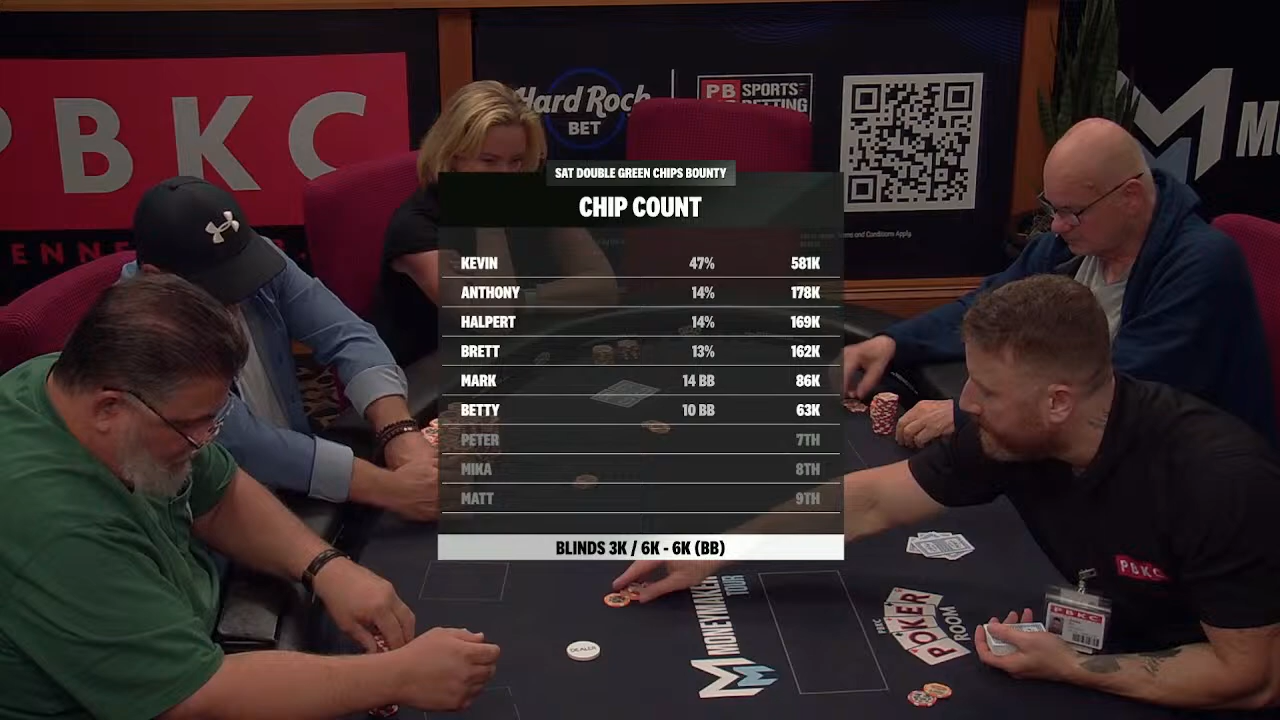 PBKC
Hard Rock
BET
PB SPORTS
BETTING
SAT DOUBLE GREEN CHIPS BOUNTY
CHIP COUNT
KEVIN 47% 581K
ANTHONY 14% 178K
HALPERT 14% 169K
BRETT 13% 162K
MARK 14 BB 86K
BETTY 10 BB 63K
PETER 7TH
MIKA 8TH
MATT 9TH
BLINDS 3K / 6K - 6K (BB)
DEALER
MONEYMAKER
TOUR
PBKC
POKER
ROOM
PBKC
PBKC